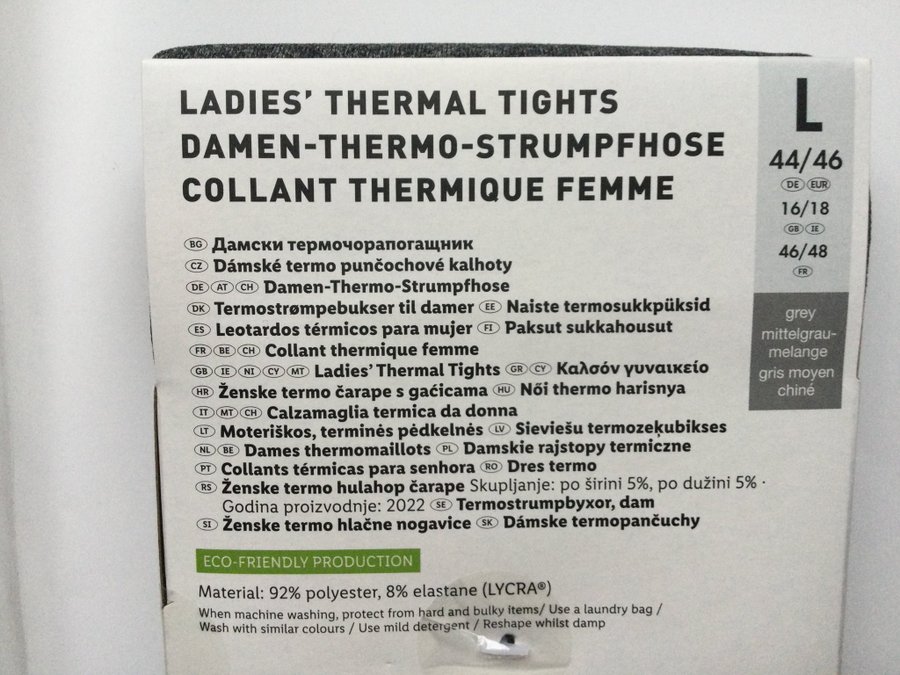 LADIES' THERMAL TIGHTS
DAMEN-THERMO-STRUMPFHOSE
COLLANT THERMIQUE FEMME
BG Дамски термочорапогащник
CZ Dámské termo punčochové kalhoty
DE AT CH Damen-Thermo-Strumpfhose
DK Termostrømpebukser til damer EE Naiste termosukkpüksid
ES Leotardos térmicos para mujer FI Paksut sukkahousut
FR BE CH Collant thermique femme
GB IE NI CY MT Ladies' Thermal Tights GR CY Καλσόν γυναικείο
HR Ženske termo čarape s gaćicama HU Női thermo harisnya
IT MT CH Calzamaglia termica da donna
LT Moteriškos, terminės pėdkelnės LV Sieviešu termozeķubikses
NL BE Dames thermomaillots PL Damskie rajstopy termiczne
PT Collants térmicas para senhora RO Dres termo
RS Ženske termo hulahop čarape Skupljanje: po širini 5%, po dužini 5% ·
Godina proizvodnje: 2022 SE Termostrumpbyxor, dam
SI Ženske termo hlačne nogavice SK Dámske termopančuchy
ECO-FRIENDLY PRODUCTION
Material: 92% polyester, 8% elastane (LYCRA®)
When machine washing, protect from hard and bulky items/ Use a laundry bag /
Wash with similar colours / Use mild detergent / Reshape whilst damp
L
44/46
DE EUR
16/18
GB IE
46/48
FR
grey
mittelgrau-
melange
gris moyen
chiné